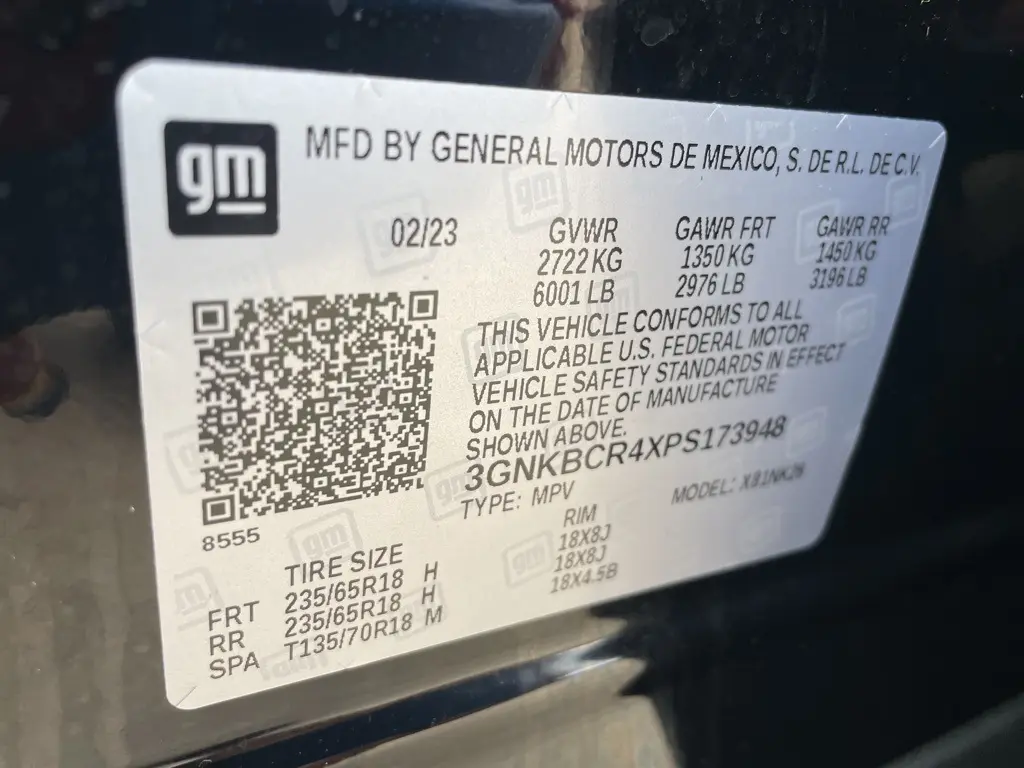 gm
MFD BY GENERAL MOTORS DE MEXICO, S. DE R.L. DE C.V.
02/23 GVWR GAWR FRT GAWR RR
2722 KG 1350 KG 1450 KG
6001 LB 2976 LB 3196 LB
THIS VEHICLE CONFORMS TO ALL
APPLICABLE U.S. FEDERAL MOTOR
VEHICLE SAFETY STANDARDS IN EFFECT
ON THE DATE OF MANUFACTURE
SHOWN ABOVE.
3GNKBCR4XPS173948
TYPE: MPV MODEL:
8555
TIRE SIZE RIM
FRT 235/65R18 H 18X8J
RR 235/65R18 H 18X8J
SPA T135/70R18 M 18X4.5B